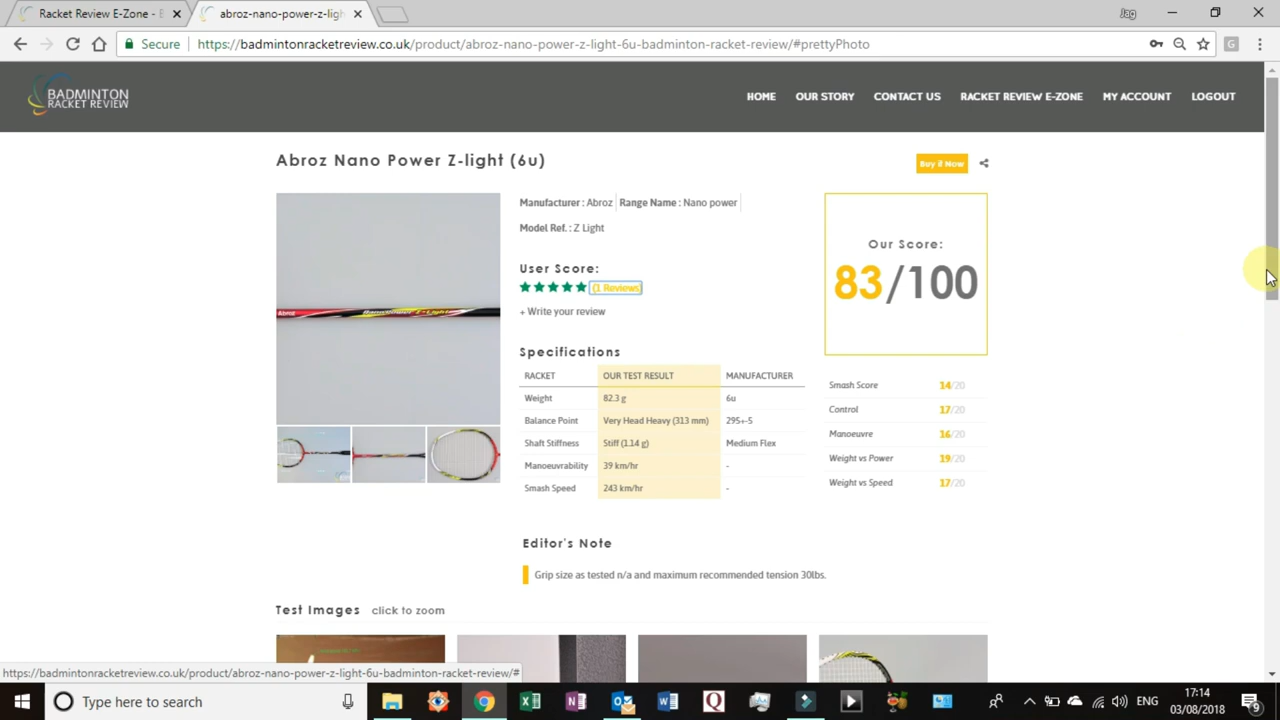 Racket Review E-Zone - B
abroz-nano-power-z-ligh
Jag
Secure
https://badmintonracketreview.co.uk/product/abroz-nano-power-z-light-6u-badminton-racket-review/#prettyPhoto
BADMINTON
RACKET REVIEW
HOME OUR STORY CONTACT US RACKET REVIEW E-ZONE MY ACCOUNT LOGOUT
Abroz Nano Power Z-light (6u)
Buy it Now
Manufacturer : Abroz Range Name : Nano power
Model Ref. : Z Light
User Score:
(1 Reviews)
+ Write your review
Abroz Nanopower Z-Light
Our Score:
83/100
Specifications
RACKET OUR TEST RESULT MANUFACTURER
Weight 82.3 g 6u
Balance Point Very Head Heavy (313 mm) 295+-5
Shaft Stiffness Stiff (1.14 g) Medium Flex
Manoeuvrability 39 km/hr -
Smash Speed 243 km/hr -
Smash Score 14/20
Control 17/20
Manoeuvre 16/20
Weight vs Power 19/20
Weight vs Speed 17/20
Editor's Note
Grip size as tested n/a and maximum recommended tension 30lbs.
Test Images click to zoom
https://badmintonracketreview.co.uk/product/abroz-nano-power-z-light-6u-badminton-racket-review/#
Type here to search
ENG
17:14
03/08/2018
9